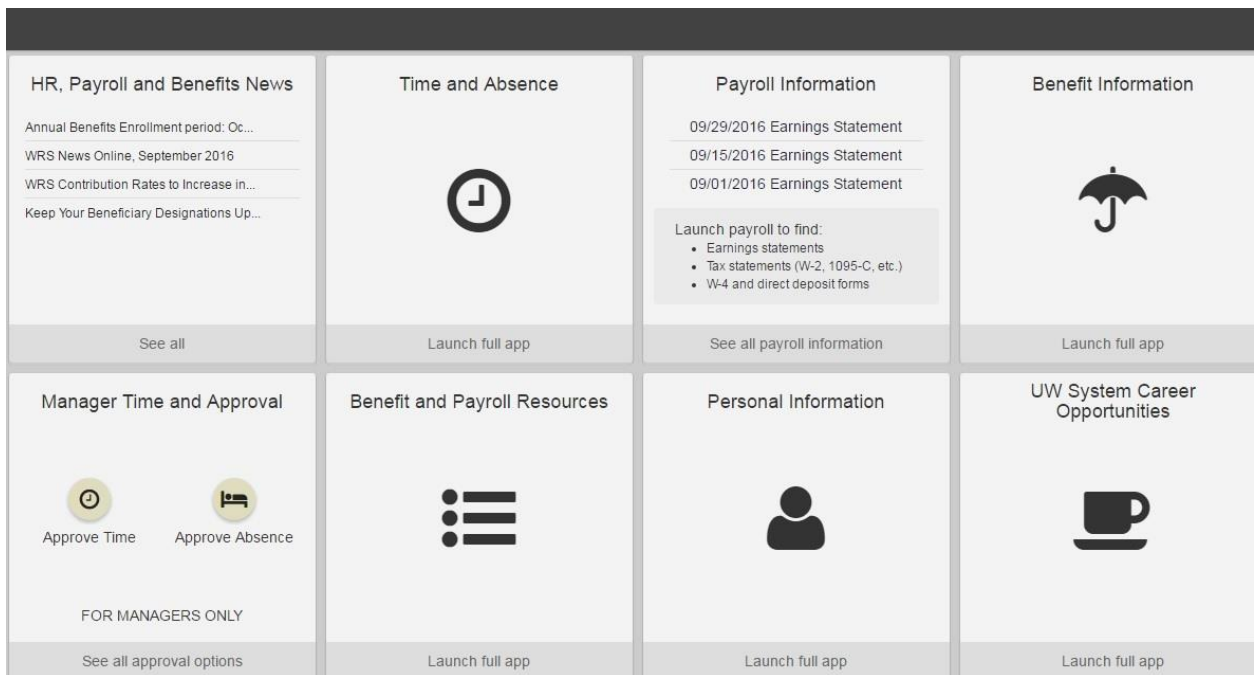 HR, Payroll and Benefits News
Annual Benefits Enrollment period: Oc...
WRS News Online, September 2016
WRS Contribution Rates to Increase in...
Keep Your Beneficiary Designations Up...
See all
Time and Absence
Launch full app
Payroll Information
09/29/2016 Earnings Statement
09/15/2016 Earnings Statement
09/01/2016 Earnings Statement
Launch payroll to find:
• Earnings statements
• Tax statements (W-2, 1095-C, etc.)
• W-4 and direct deposit forms
See all payroll information
Benefit Information
Launch full app
Manager Time and Approval
Approve Time
Approve Absence
FOR MANAGERS ONLY
See all approval options
Benefit and Payroll Resources
Launch full app
Personal Information
Launch full app
UW System Career
Opportunities
Launch full app